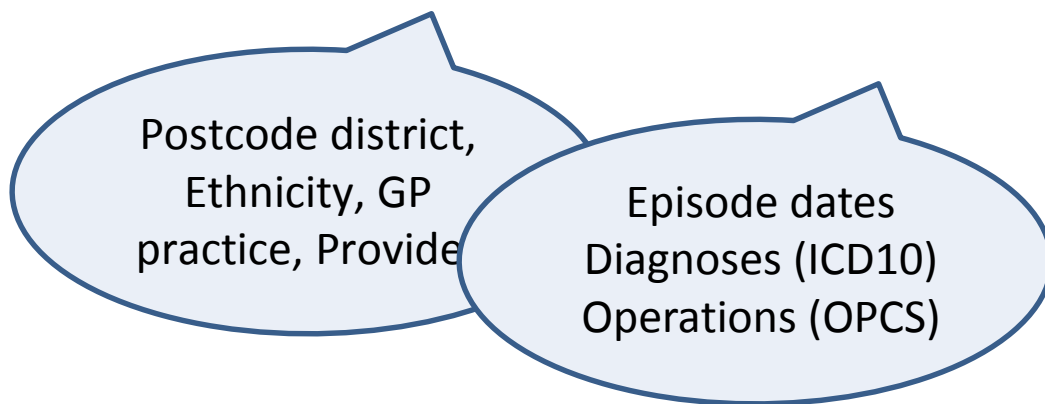 Postcode district,
Ethnicity, GP
practice, Provide
Episode dates
Diagnoses (ICD10)
Operations (OPCS)